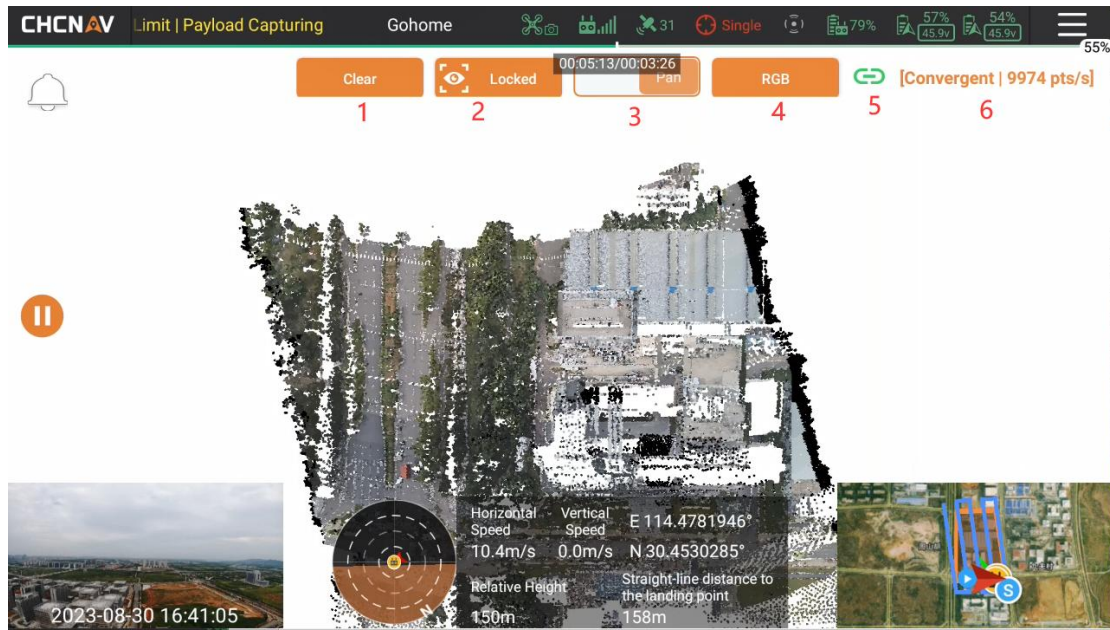 CHCNAV
Limit | Payload Capturing
Gohome
31
Single
79%
57%
45.9v
54%
45.9v
55%
00:05:13/00:03:26
Clear
Locked
Pan
RGB
[Convergent | 9974 pts/s]
1
2
3
4
5
6
Horizontal
Speed
Vertical
Speed
E 114.4781946°
10.4m/s
0.0m/s
N 30.4530285°
Relative Height
Straight-line distance to
the landing point
150m
158m
N
S
2023-08-30 16:41:05